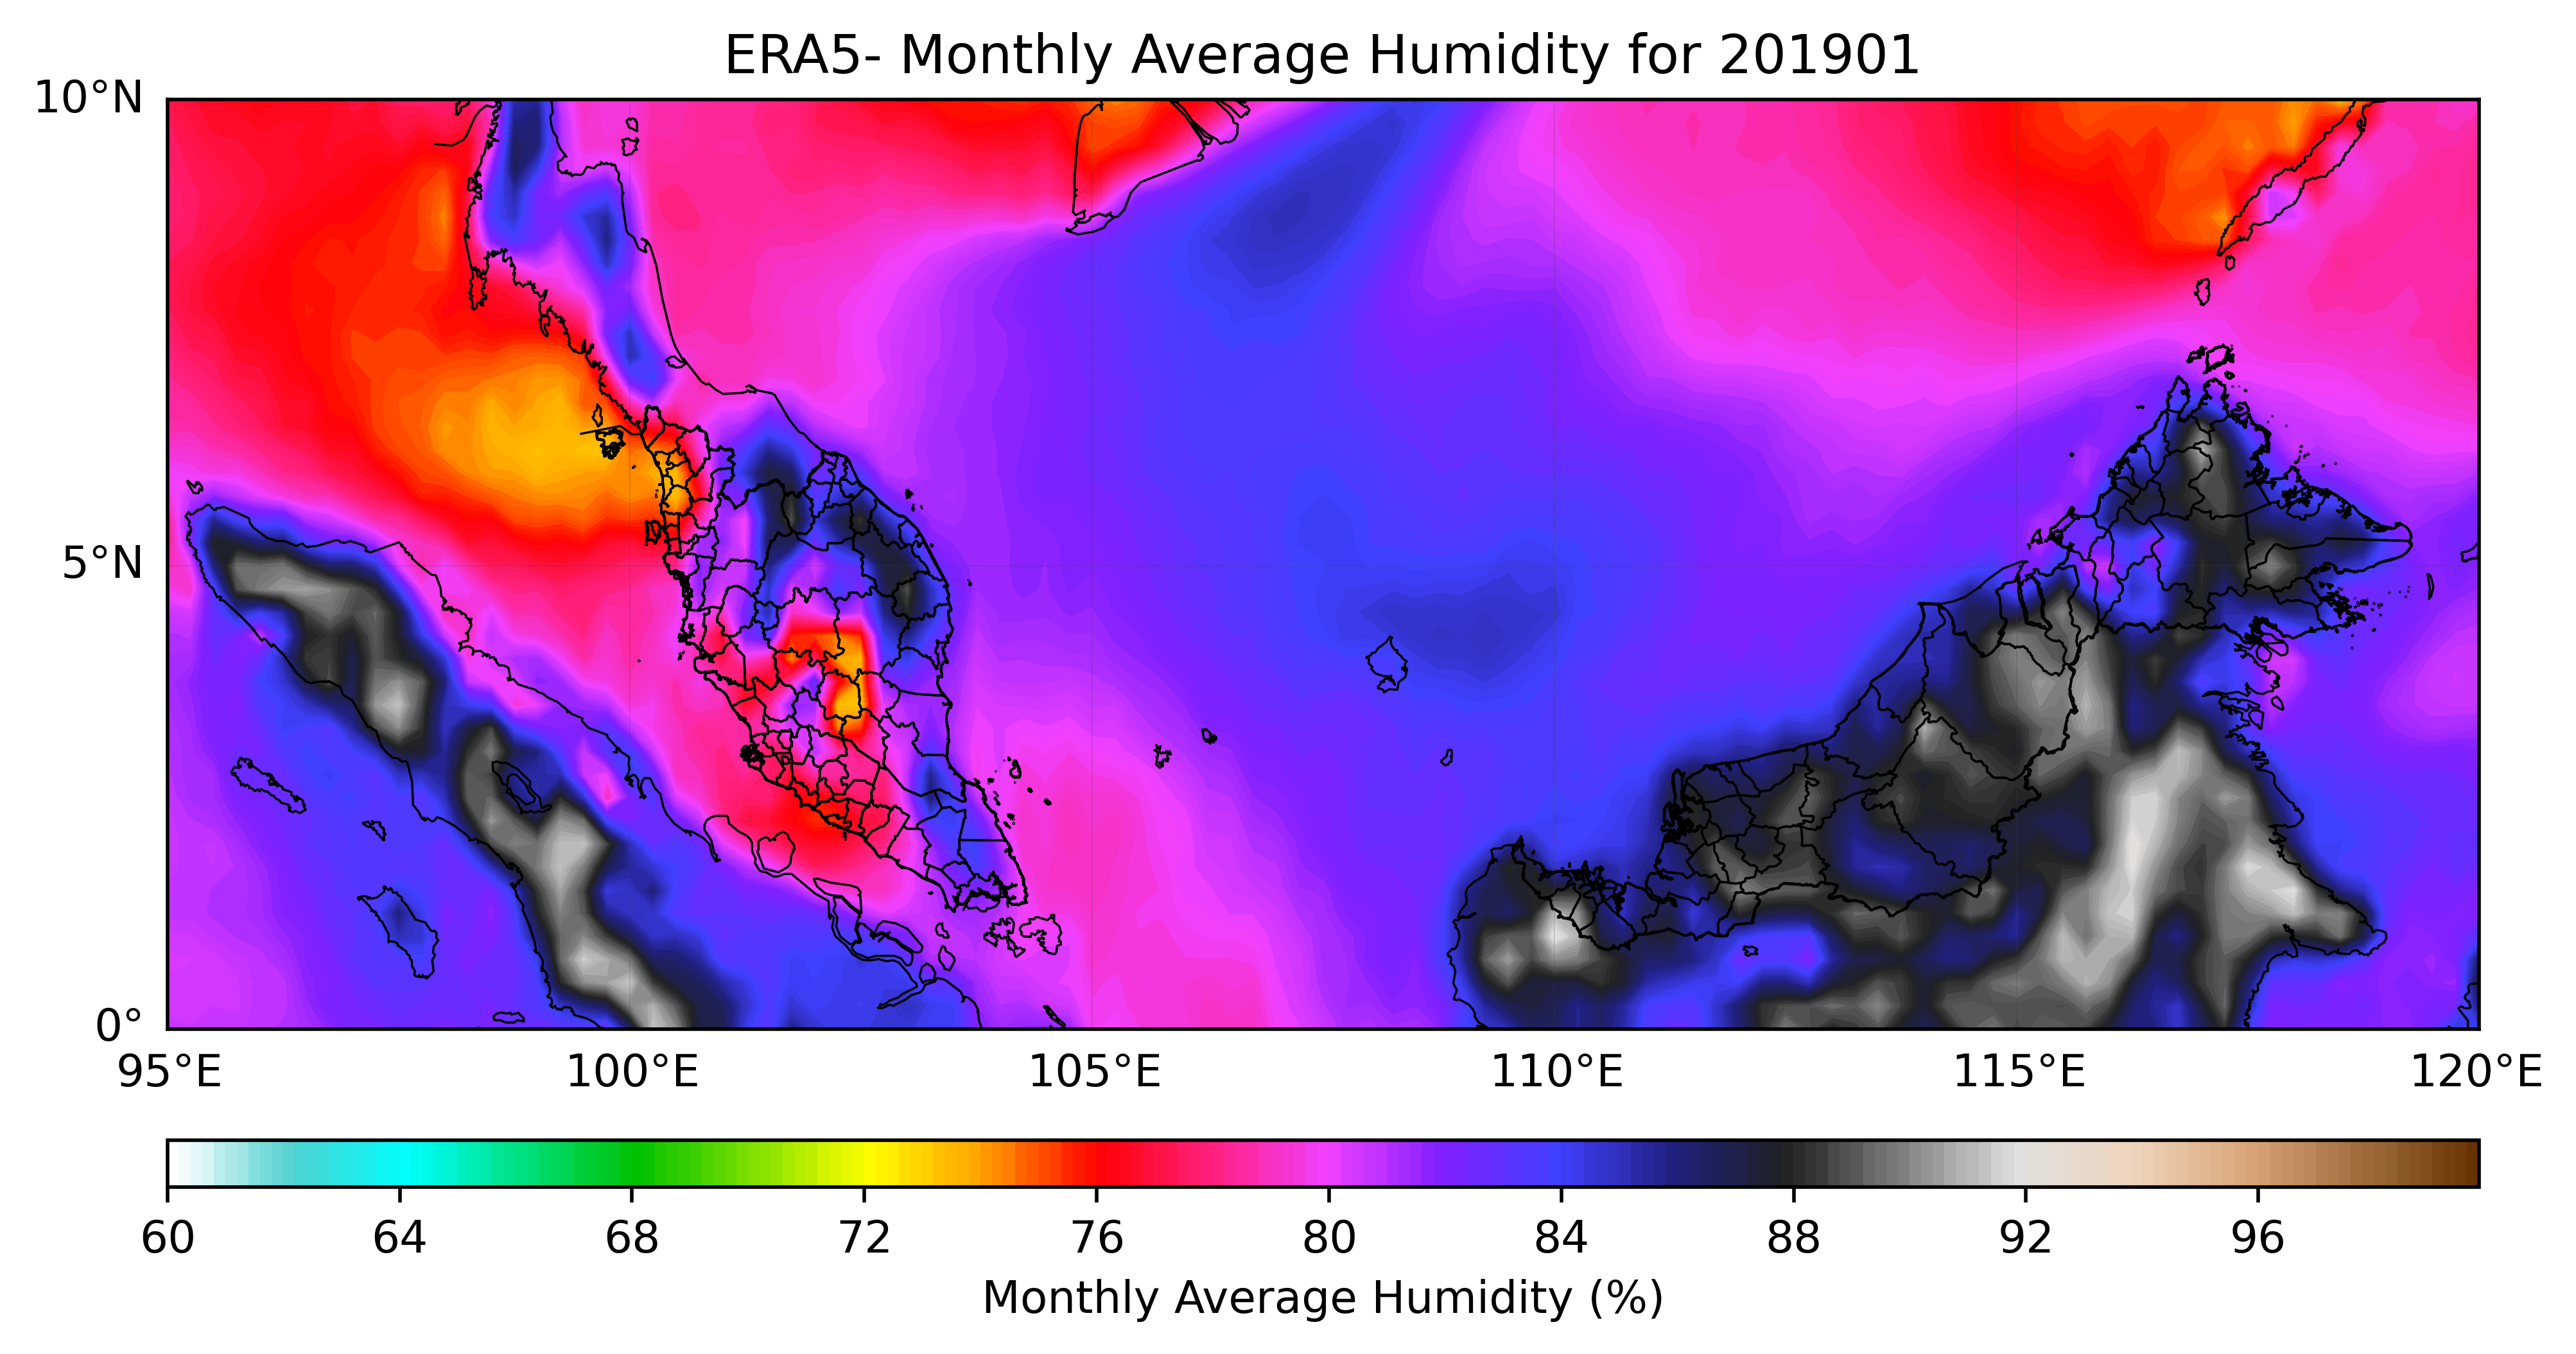 ERA5- Monthly Average Humidity for 201901
10°N
5°N
0°
95°E 100°E 105°E 110°E 115°E 120°E
60 64 68 72 76 80 84 88 92 96
Monthly Average Humidity (%)